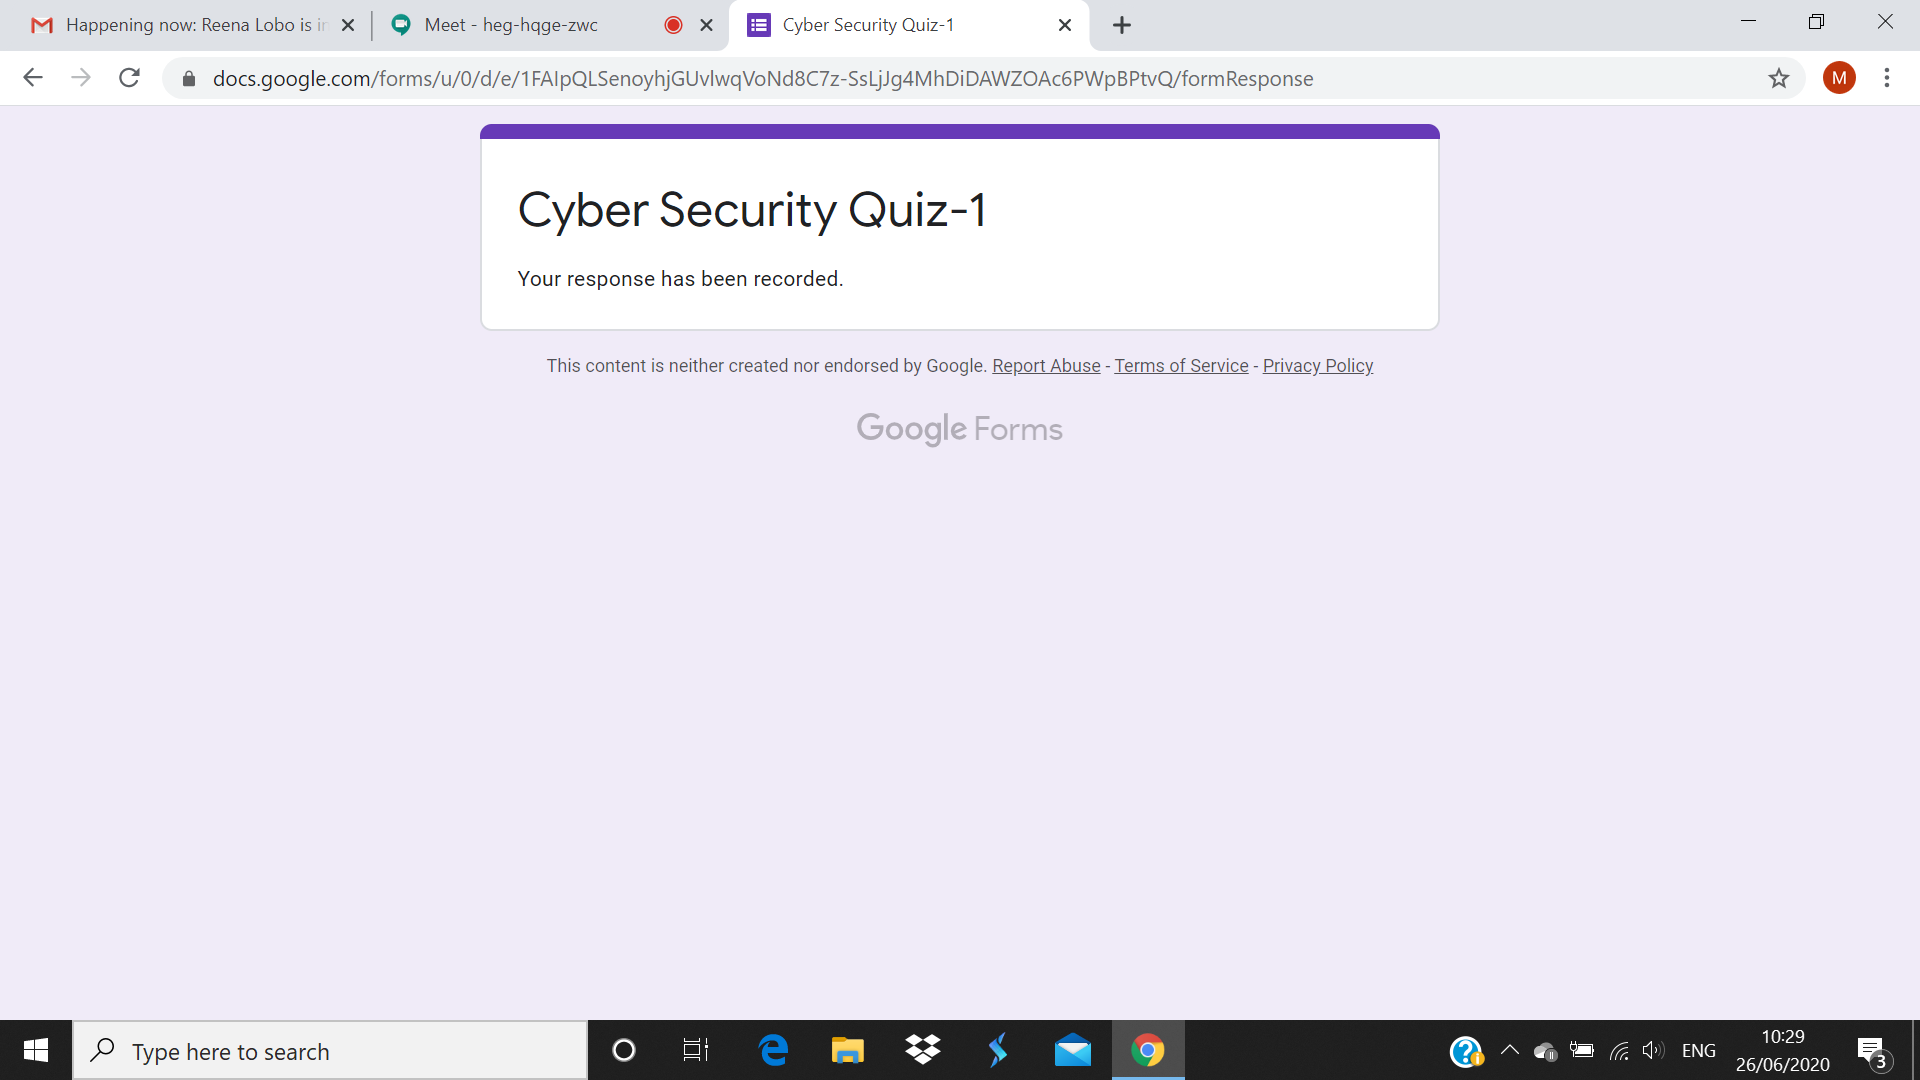 Happening now: Reena Lobo is in
Meet - heg-hqge-zwc
Cyber Security Quiz-1
docs.google.com/forms/u/0/d/e/1FAIpQLSenoyhjGUvlwqVoNd8C7z-SsLjJg4MhDiDAWZOAc6PWpBPtvQ/formResponse
M
Cyber Security Quiz-1
Your response has been recorded.
This content is neither created nor endorsed by Google. Report Abuse - Terms of Service - Privacy Policy
Google Forms
Type here to search
ENG
10:29
26/06/2020
3